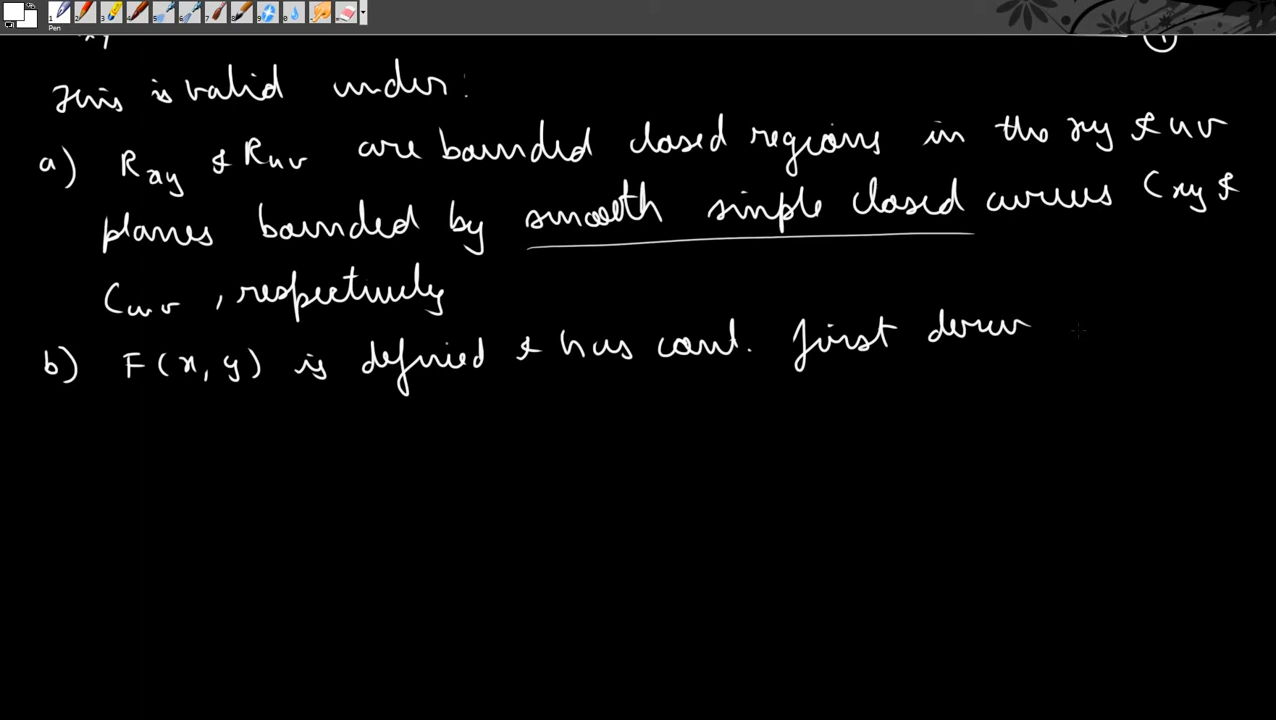 This is valid under:
a) Rxy & Ruv are bounded closed regions in the xy & uv
planes bounded by smooth simple closed curves Cxy &
Cuv, respectively
b) F(x, y) is defined & has cont. first deriv